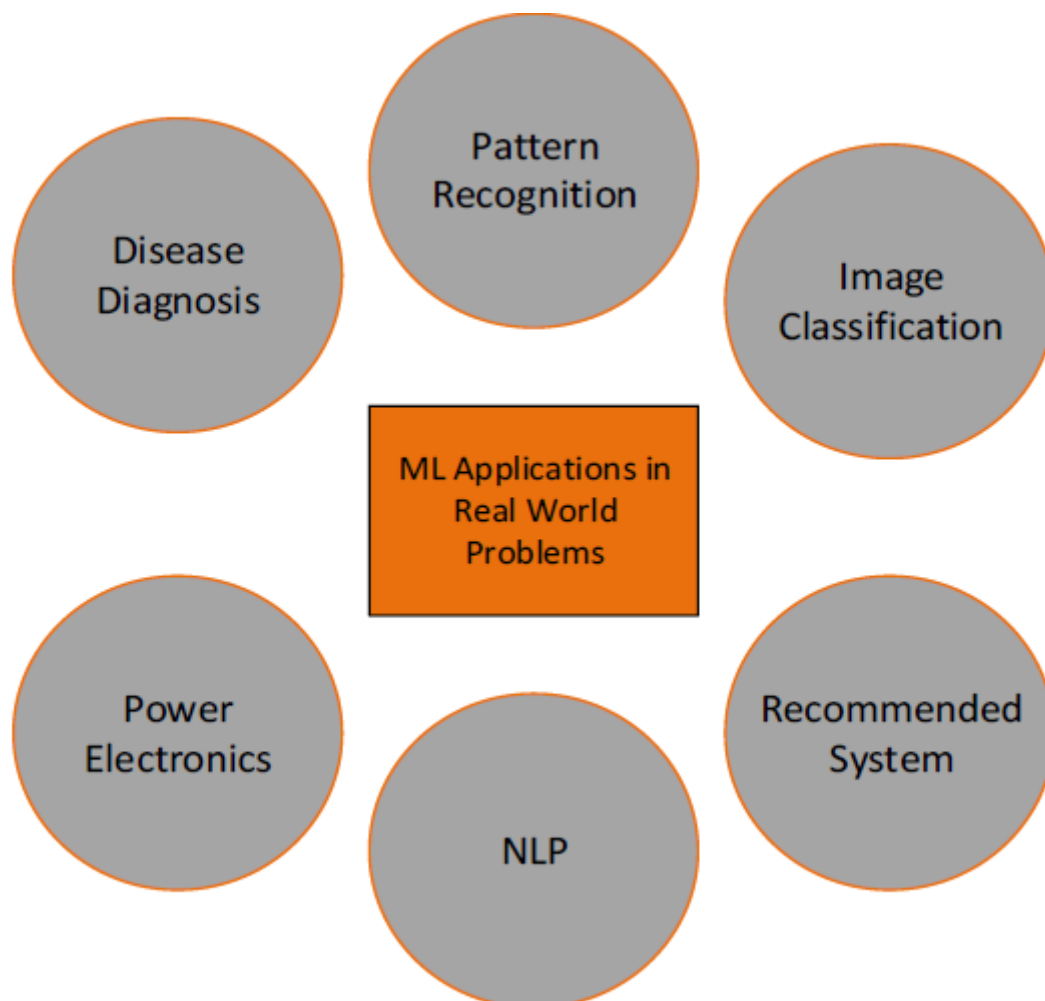 Pattern
Recognition
Disease
Diagnosis
Image
Classification
ML Applications in
Real World
Problems
Power
Electronics
Recommended
System
NLP